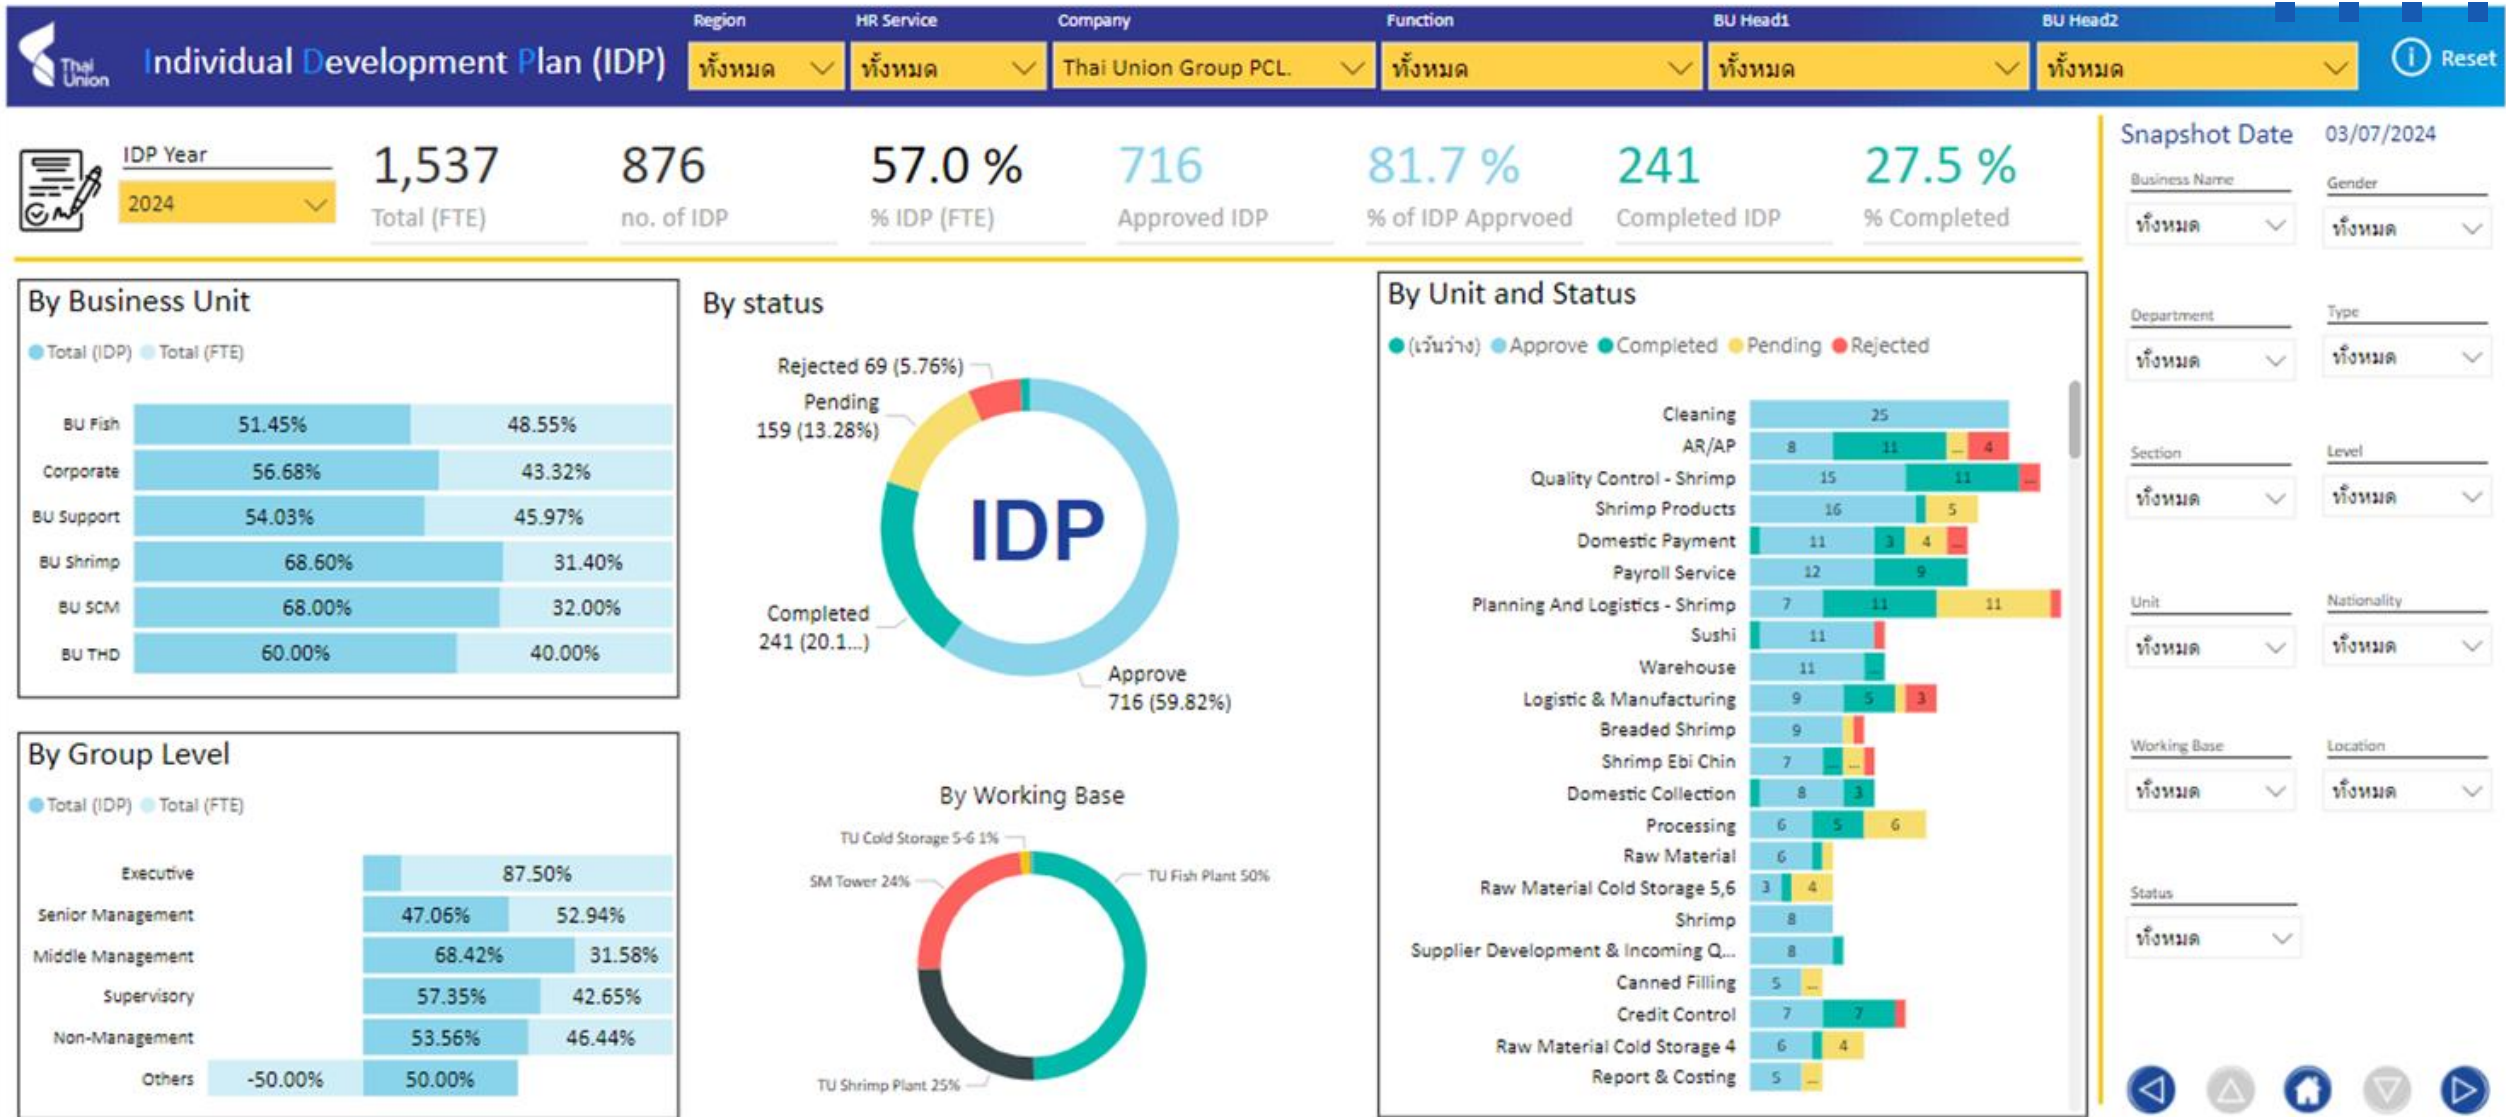 Thai
Union
Individual Development Plan (IDP)
Region
HR Service
Company
Function
BU Head1
BU Head2
ทั้งหมด
ทั้งหมด
Thai Union Group PCL.
ทั้งหมด
ทั้งหมด
ทั้งหมด
i
Reset
IDP Year
2024
1,537
Total (FTE)
876
no. of IDP
57.0 %
% IDP (FTE)
716
Approved IDP
81.7 %
% of IDP Apprvoed
241
Completed IDP
27.5 %
% Completed
Snapshot Date 03/07/2024
Business Name
ทั้งหมด
Gender
ทั้งหมด
Department
ทั้งหมด
Type
ทั้งหมด
Section
ทั้งหมด
Level
ทั้งหมด
Unit
ทั้งหมด
Nationality
ทั้งหมด
Working Base
ทั้งหมด
Location
ทั้งหมด
Status
ทั้งหมด
By Business Unit
Total (IDP) Total (FTE)
BU Fish 51.45% 48.55%
Corporate 56.68% 43.32%
BU Support 54.03% 45.97%
BU Shrimp 68.60% 31.40%
BU SCM 68.00% 32.00%
BU THD 60.00% 40.00%
By Group Level
Total (IDP) Total (FTE)
Executive 87.50%
Senior Management 47.06% 52.94%
Middle Management 68.42% 31.58%
Supervisory 57.35% 42.65%
Non-Management 53.56% 46.44%
Others -50.00% 50.00%
By status
Rejected 69 (5.76%)
Pending
159 (13.28%)
IDP
Completed
241 (20.1...)
Approve
716 (59.82%)
By Working Base
TU Cold Storage 5-6 1%
SM Tower 24%
TU Fish Plant 50%
TU Shrimp Plant 25%
By Unit and Status
(เว้นว่าง) Approve Completed Pending Rejected
Cleaning 25
AR/AP 8 11 ... 4
Quality Control - Shrimp 15 11 ...
Shrimp Products 16 5
Domestic Payment 11 3 4 ...
Payroll Service 12 9
Planning And Logistics - Shrimp 7 11 11
Sushi 11
Warehouse 11 ...
Logistic & Manufacturing 9 5 3
Breaded Shrimp 9
Shrimp Ebi Chin 7 ... ...
Domestic Collection 8 3
Processing 6 5 6
Raw Material 6
Raw Material Cold Storage 5,6 3 4
Shrimp 8
Supplier Development & Incoming Q... 8
Canned Filling 5 ...
Credit Control 7 7
Raw Material Cold Storage 4 6 4
Report & Costing 5 ...